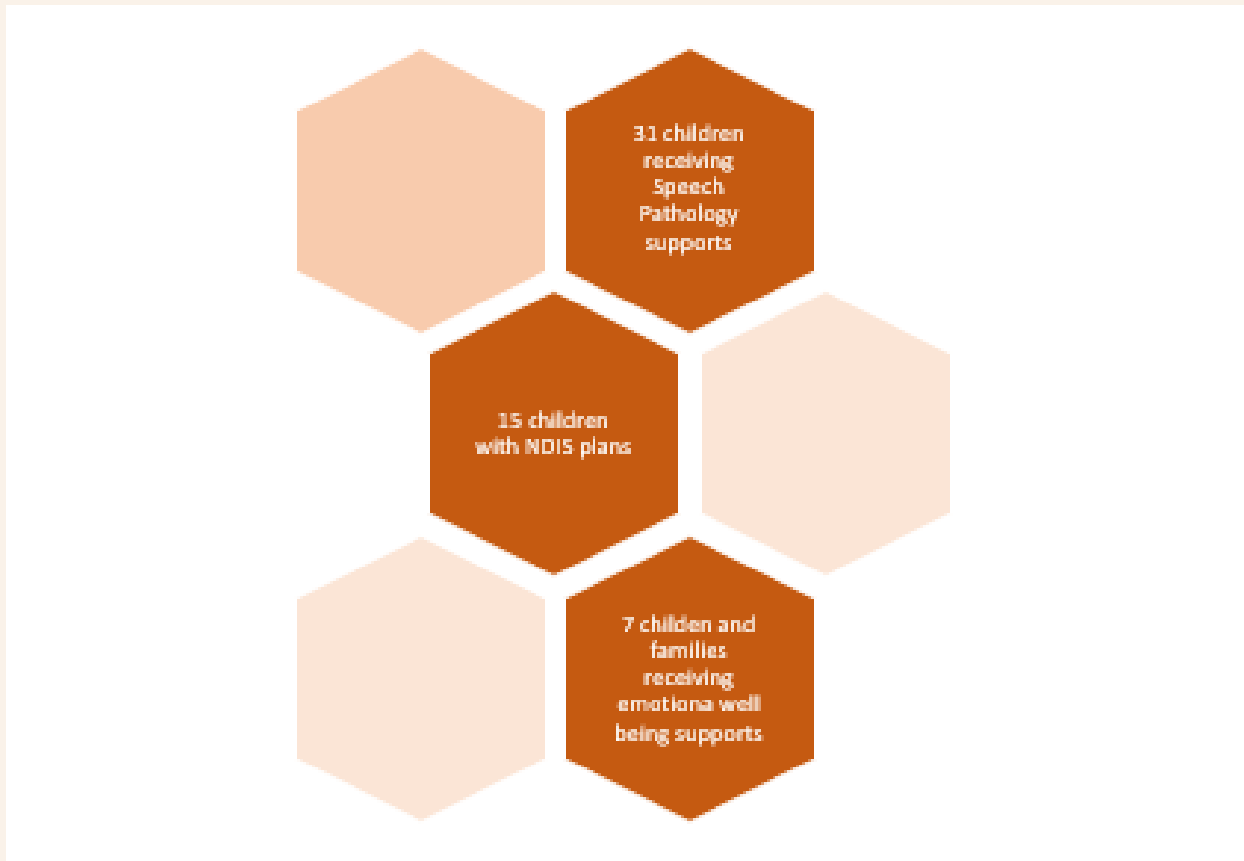 31 children
receiving
Speech
Pathology
supports
15 children
with NDIS plans
7 childen and
families
receiving
emotiona well
being supports